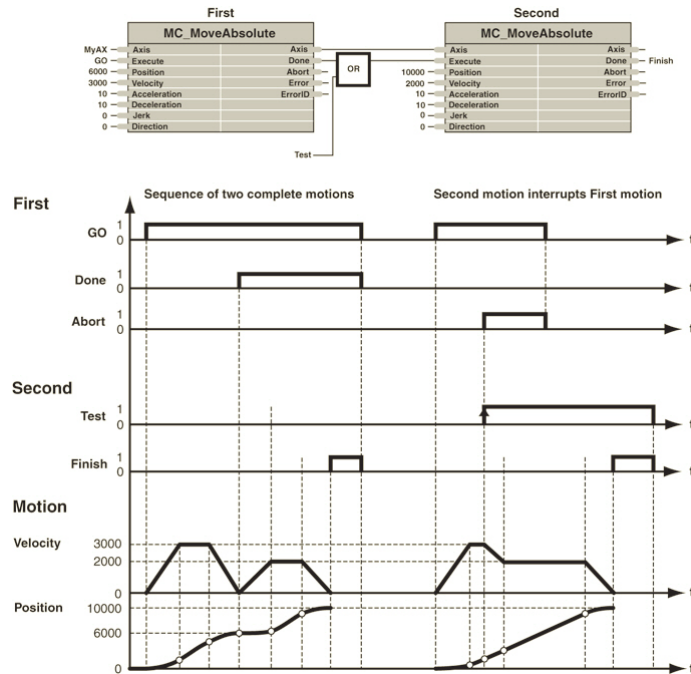 First
Second
MC_MoveAbsolute
MC_MoveAbsolute
MyAX Axis Axis Axis Axis
GO Execute Done Execute Done Finish
6000 Position Abort OR 10000 Position Abort
3000 Velocity Error 2000 Velocity Error
10 Acceleration ErrorID 10 Acceleration ErrorID
10 Deceleration 10 Deceleration
0 Jerk 0 Jerk
0 Direction 0 Direction
Test
Sequence of two complete motions
Second motion interrupts First motion
First
GO 1
0 t
Done 1
0 t
Abort 1
0 t
Second
Test 1
0 t
Finish 1
0 t
Motion
Velocity 3000
2000
0 t
Position 10000
6000
0 t